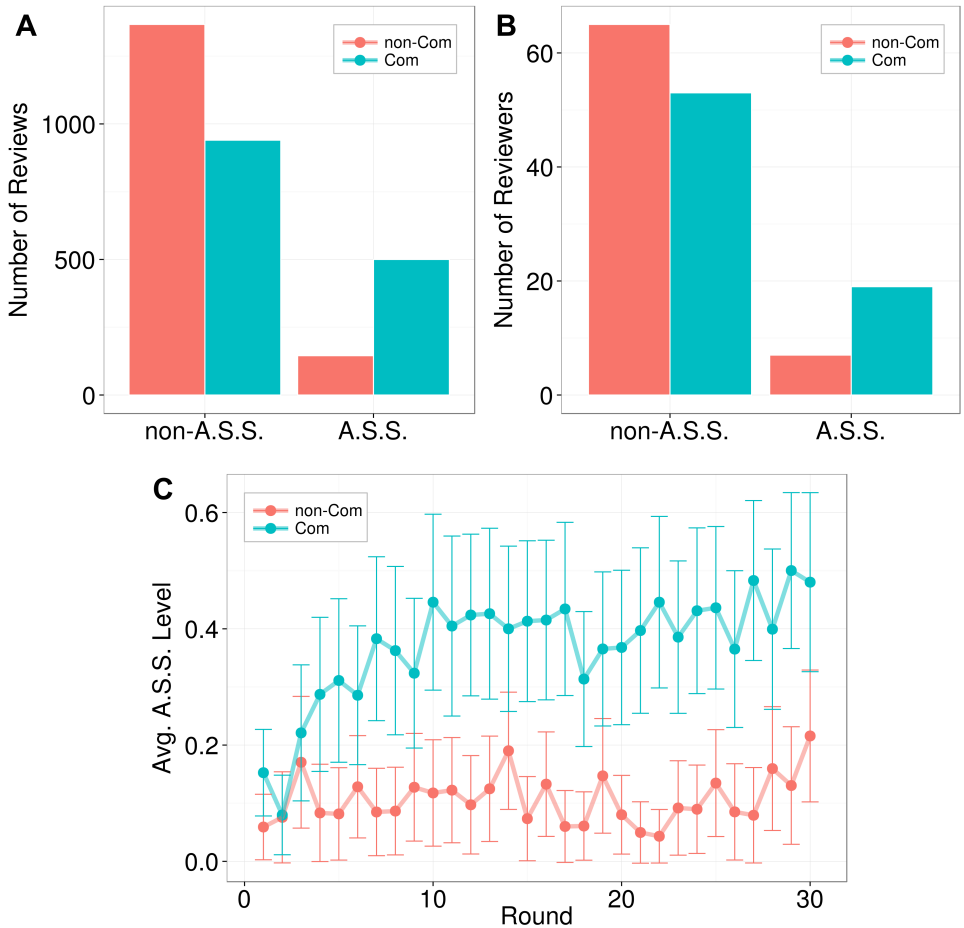 A
Number of Reviews
1000
500
0
non-Com
Com
non-A.S.S.
A.S.S.
B
Number of Reviewers
60
40
20
0
non-Com
Com
non-A.S.S.
A.S.S.
C
Avg. A.S.S. Level
0.6
0.4
0.2
0.0
non-Com
Com
0
10
20
30
Round